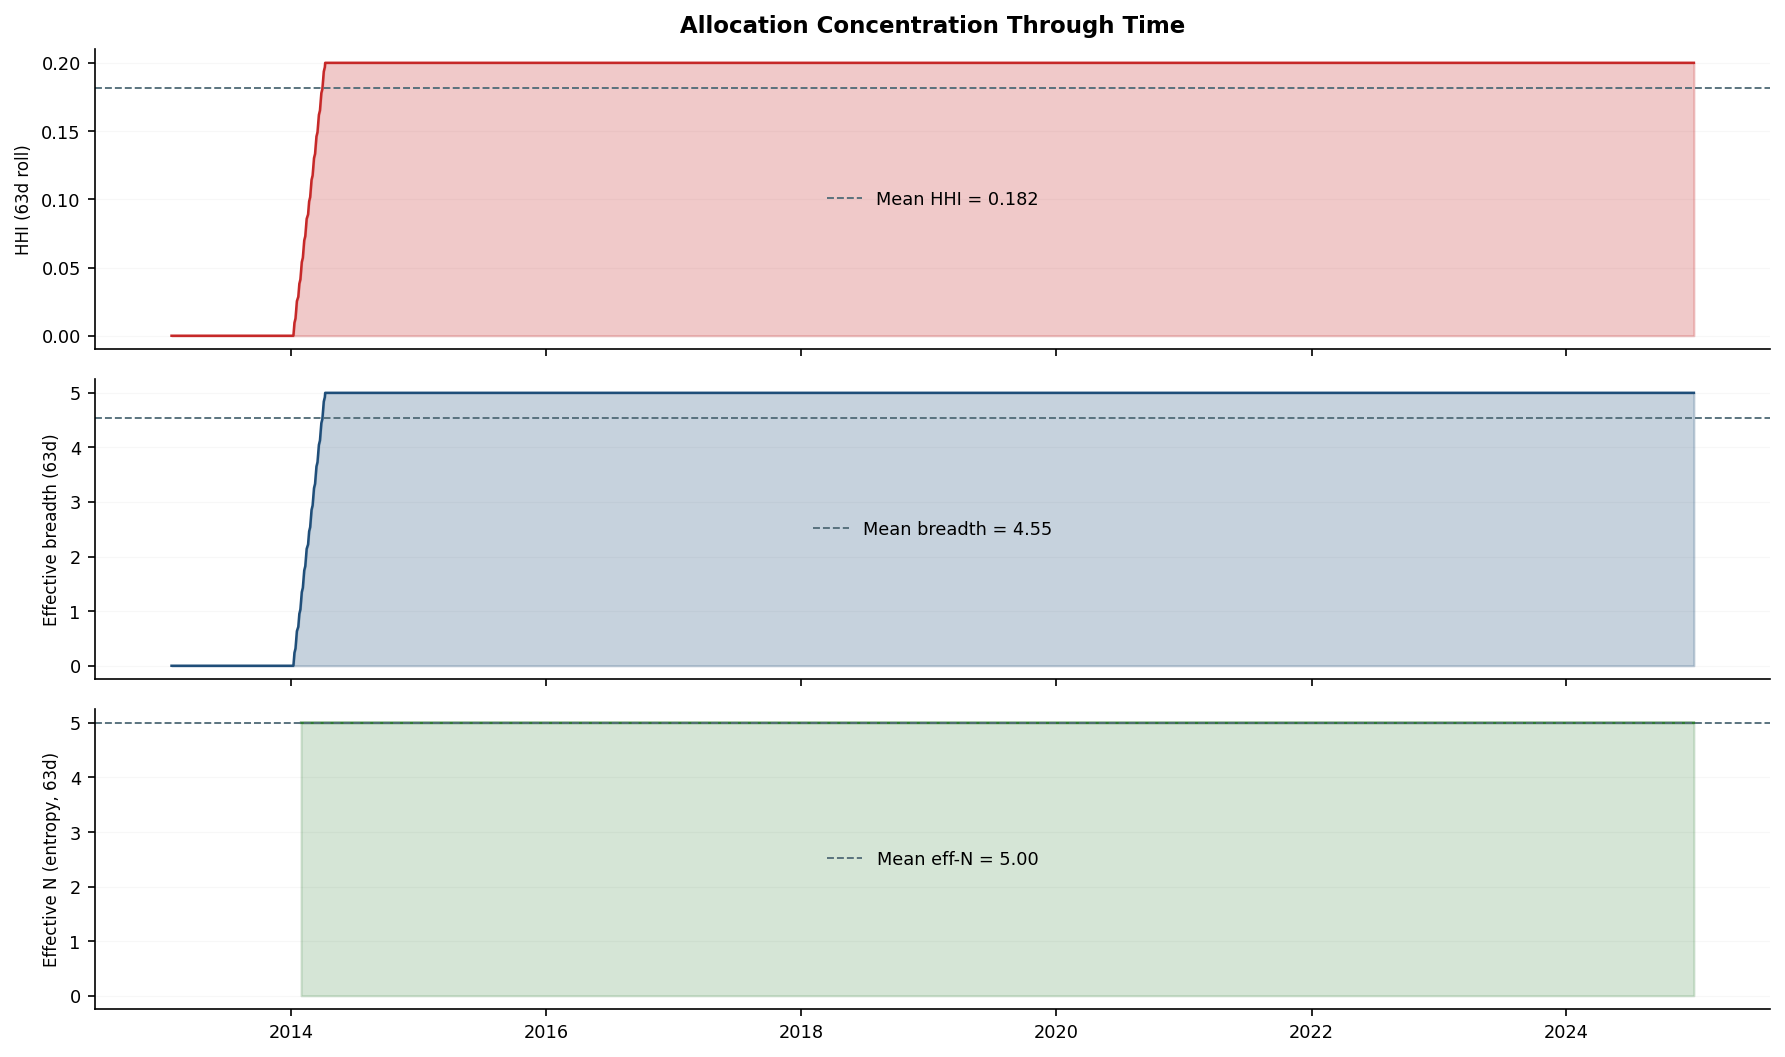 Allocation Concentration Through Time
HHI (63d roll)
0.20
0.15
0.10
0.05
0.00
Mean HHI = 0.182
Effective breadth (63d)
5
4
3
2
1
0
Mean breadth = 4.55
Effective N (entropy, 63d)
5
4
3
2
1
0
Mean eff-N = 5.00
2014 2016 2018 2020 2022 2024